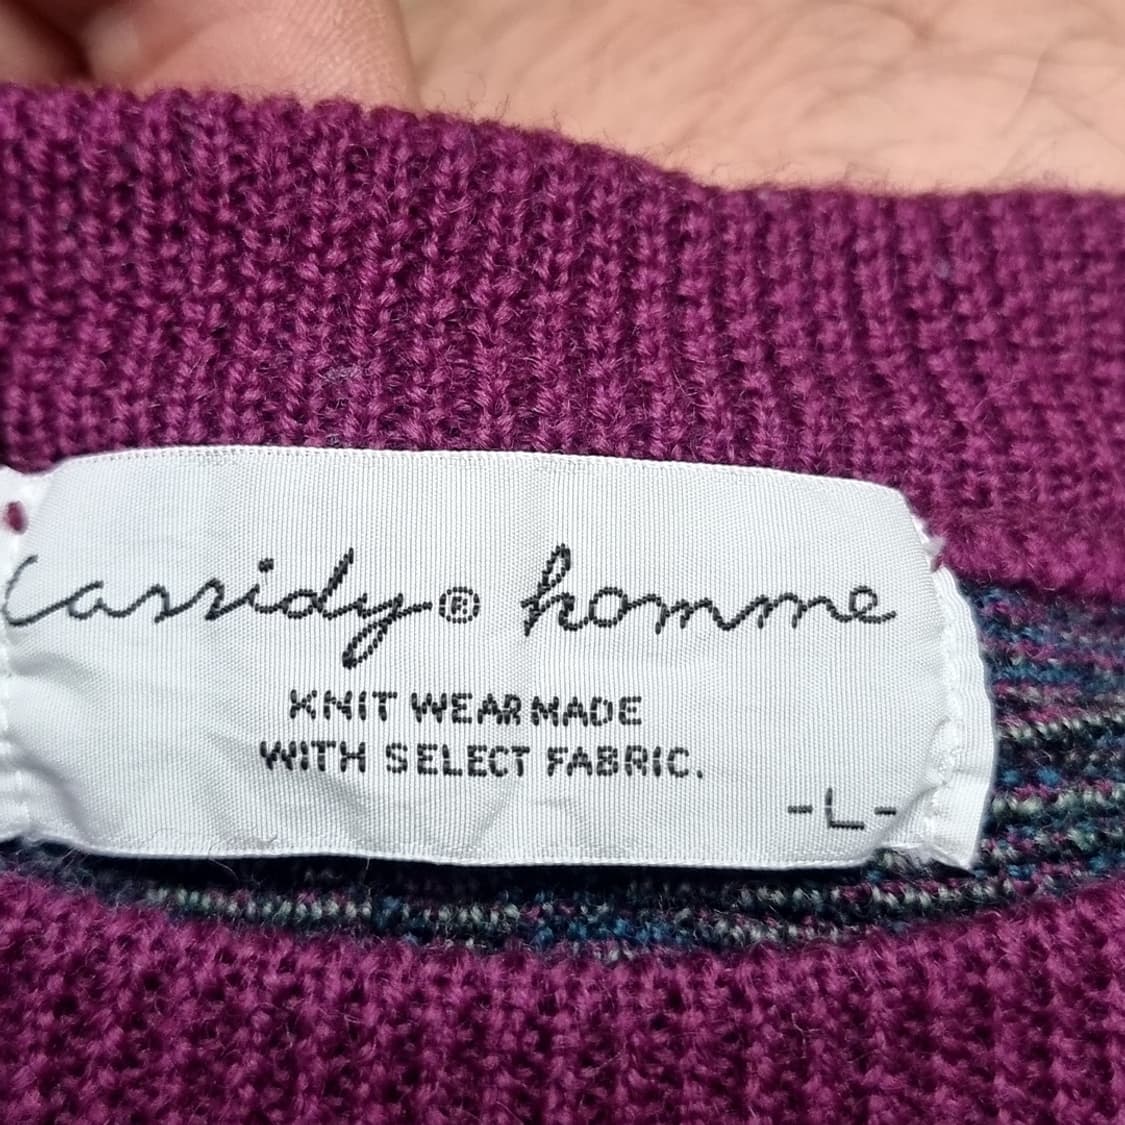 Cassidy® homme
KNIT WEAR MADE
WITH SELECT FABRIC.
-L-